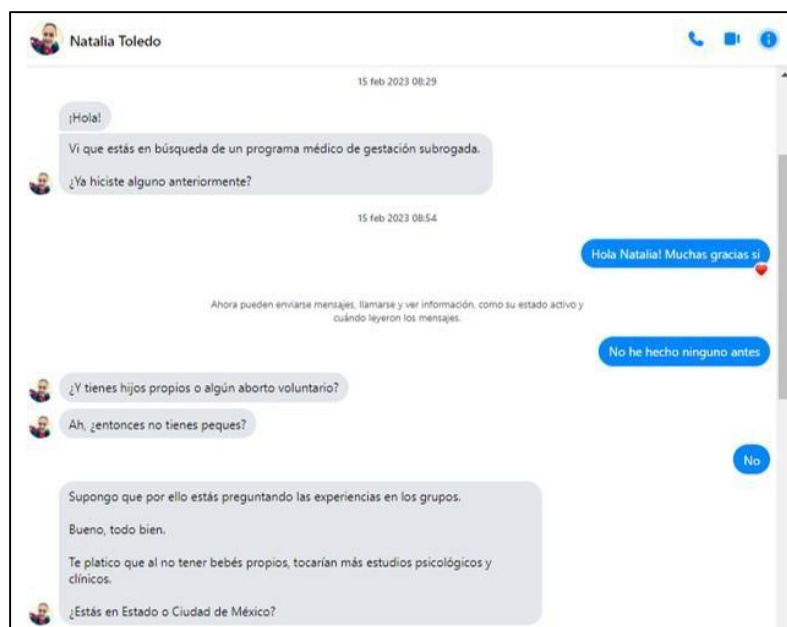 Natalia Toledo
15 feb 2023 08:29
¡Hola!
Vi que estás en búsqueda de un programa médico de gestación subrogada.
¿Ya hiciste alguno anteriormente?
15 feb 2023 08:54
Hola Natalia! Muchas gracias si
Ahora pueden enviarse mensajes, llamarse y ver información, como su estado activo y
cuándo leyeron los mensajes.
No he hecho ninguno antes
¿Y tienes hijos propios o algún aborto voluntario?
Ah, ¿entonces no tienes peques?
No
Supongo que por ello estás preguntando las experiencias en los grupos.
Bueno, todo bien.
Te platico que al no tener bebés propios, tocarían más estudios psicológicos y
clínicos.
¿Estás en Estado o Ciudad de México?